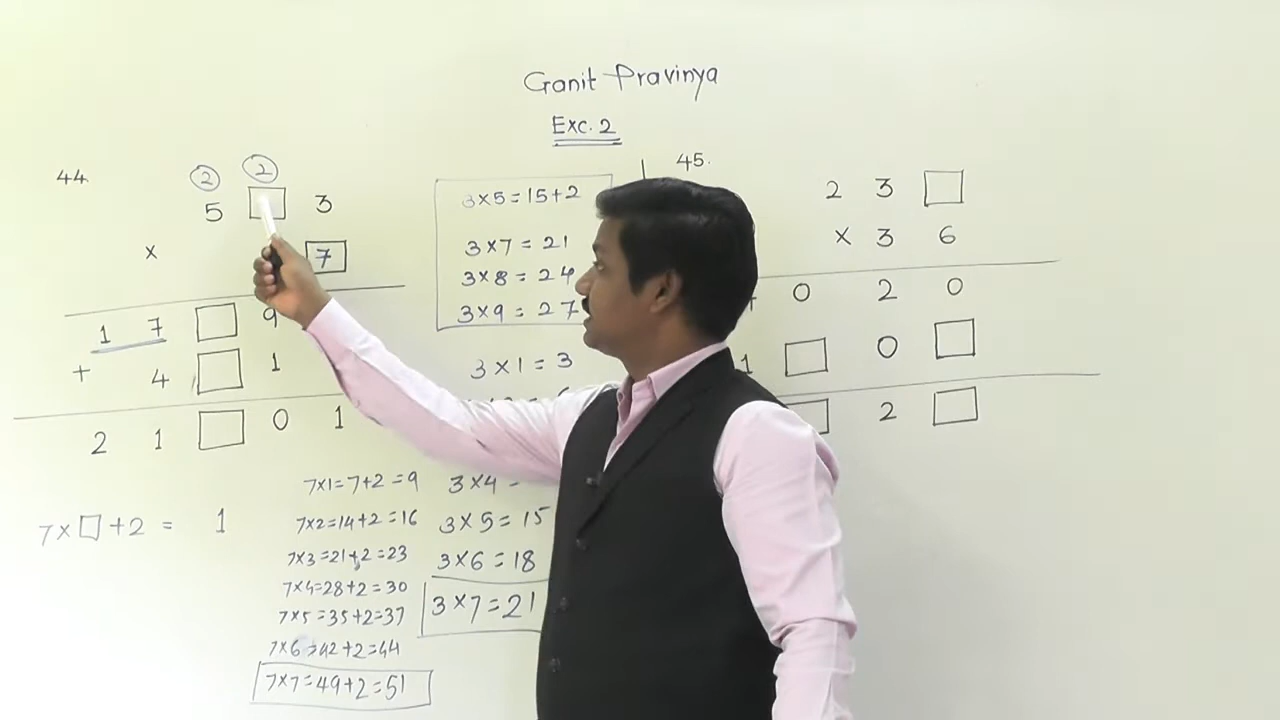 Ganit Pravinya
Exc. 2
44.
2 2
5 □ 3
× 7
1 7 □ 9
+ 4 □ 1
2 1 □ 0 1
7×□+2 = 1
3×5=15+2
3×7=21
3×8=24
3×9=27
3×1=3
3×4
3×5=15
3×6=18
3×7=21
7×1=7+2=9
7×2=14+2=16
7×3=21+2=23
7×4=28+2=30
7×5=35+2=37
7×6=42+2=44
7×7=49+2=51
45.
2 3 □
× 3 6
+ 0 2 0
1 □ 0 □
□ 2 □